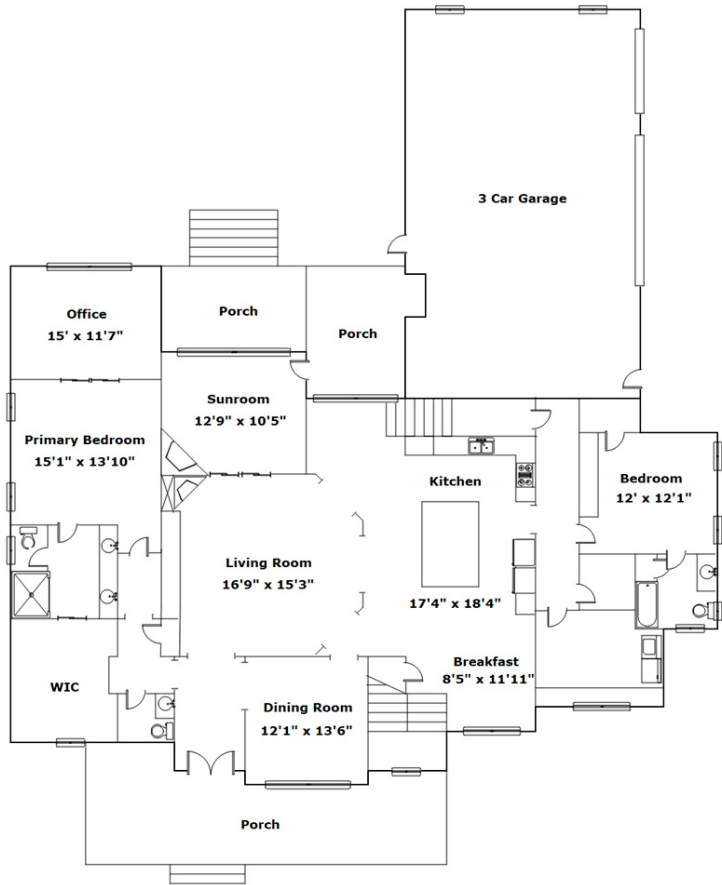 3 Car Garage
Office
15' x 11'7"
Porch
Porch
Sunroom
12'9" x 10'5"
Primary Bedroom
15'1" x 13'10"
Kitchen
17'4" x 18'4"
Bedroom
12' x 12'1"
Living Room
16'9" x 15'3"
Breakfast
8'5" x 11'11"
WIC
Dining Room
12'1" x 13'6"
Porch